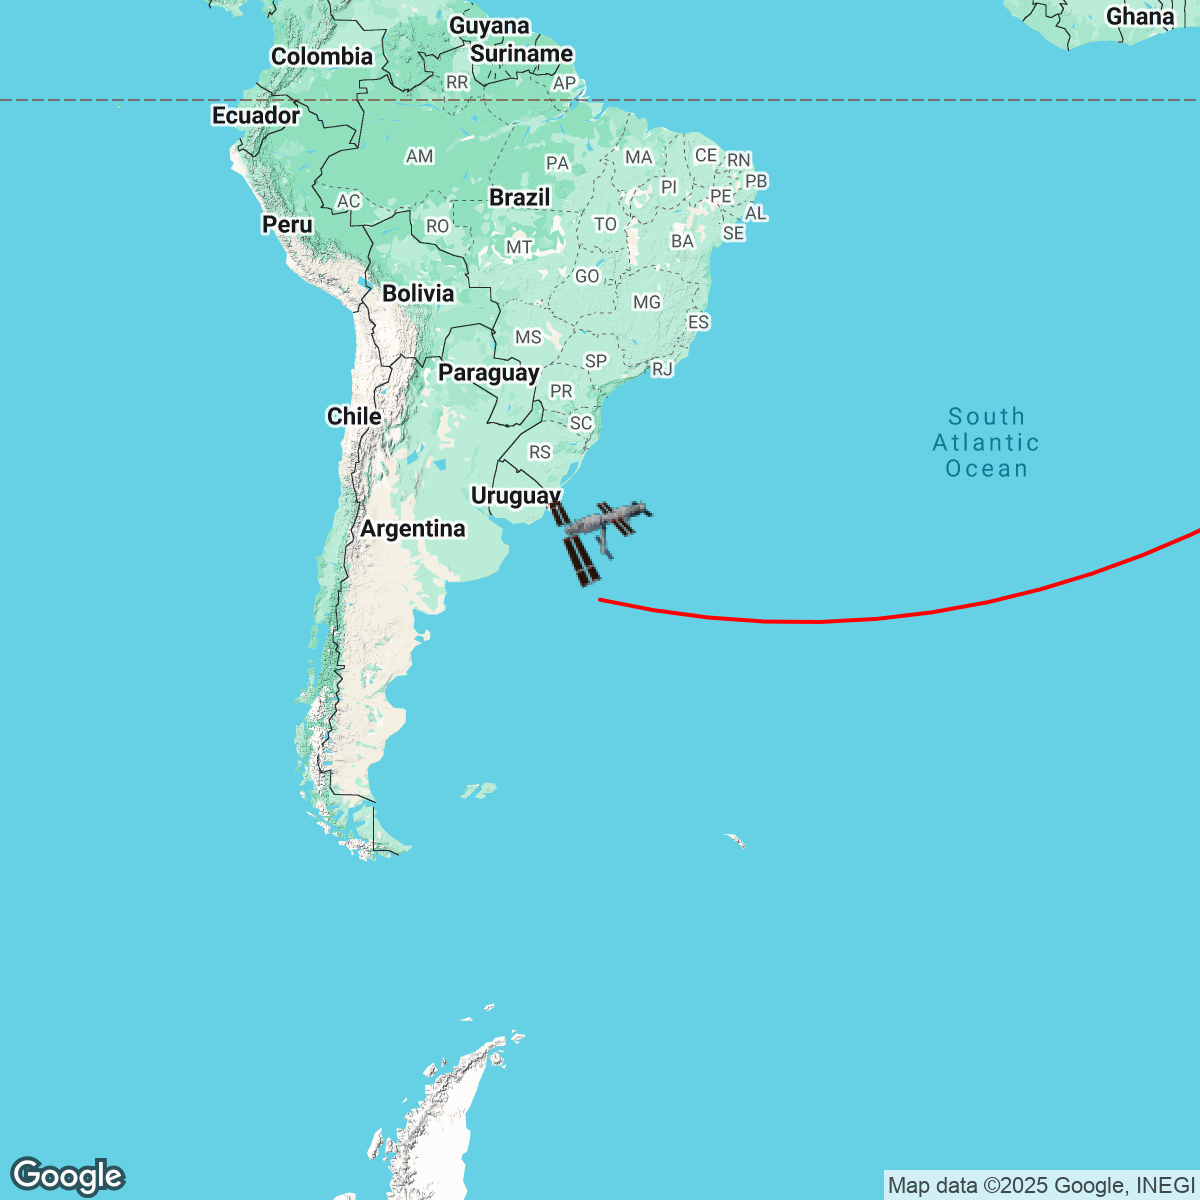 Ghana
Guyana
Colombia
Suriname
RR
AP
Ecuador
AM
PA
MA
CE
RN
PI
PB
PE
AC
Brazil
AL
Peru
RO
TO
SE
MT
BA
GO
Bolivia
MG
ES
MS
SP
RJ
Paraguay
PR
Chile
SC
South
Atlantic
Ocean
RS
Uruguay
Argentina
Google
Map data ©2025 Google, INEGI